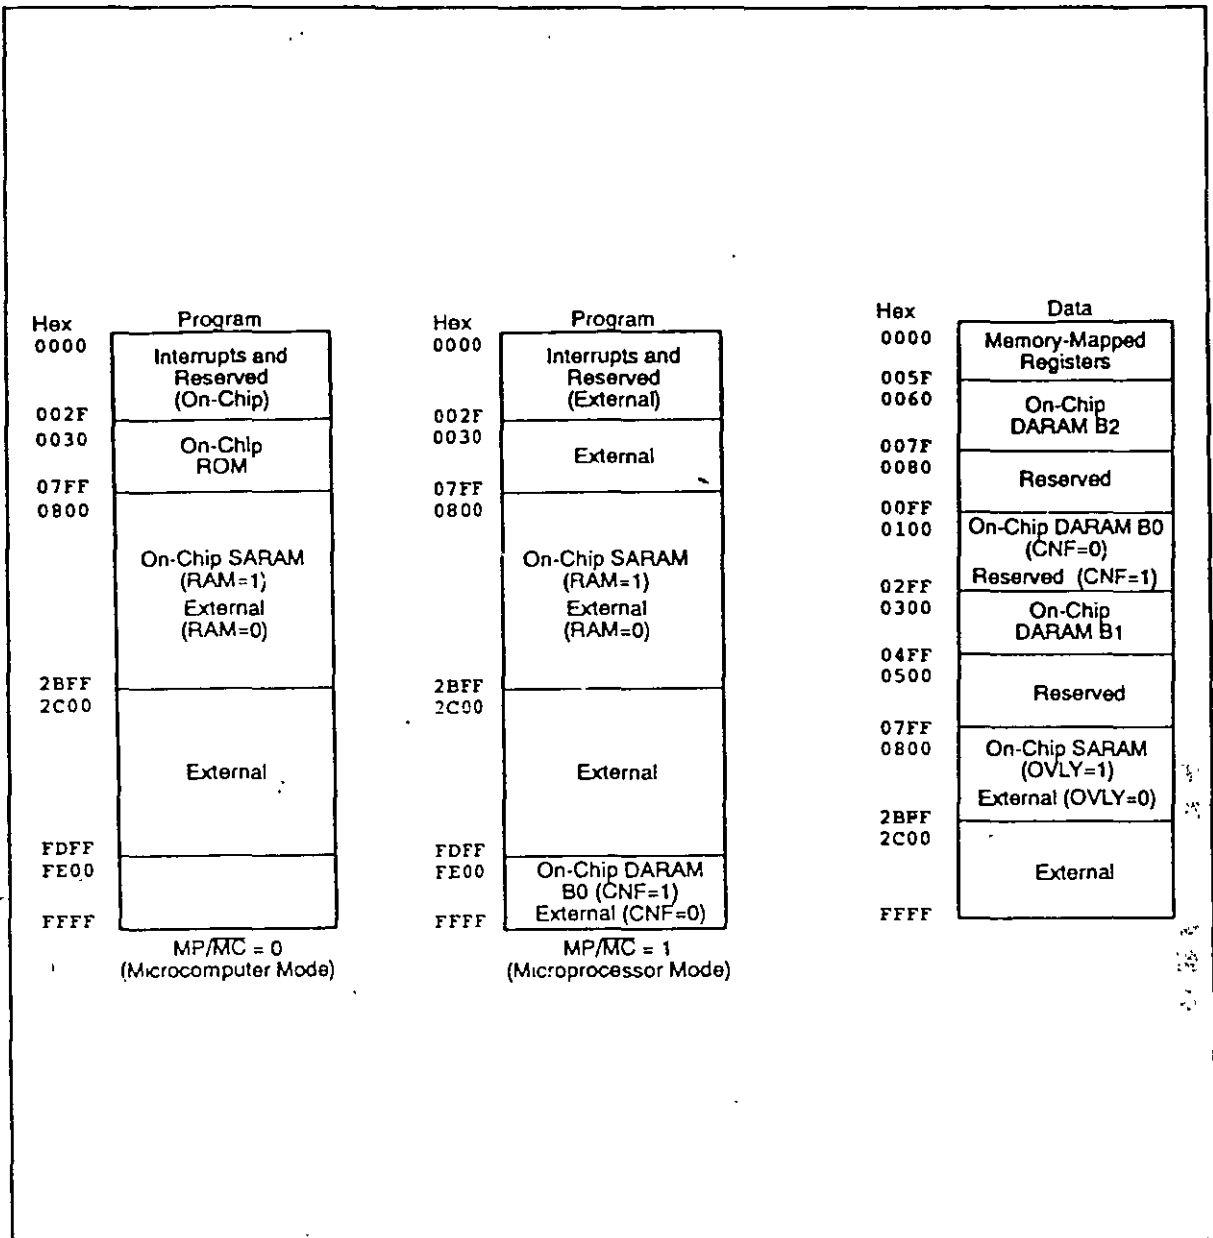 Hex Program
0000
Interrupts and
Reserved
(On-Chip)
002F
0030
On-Chip
ROM
07FF
0800
On-Chip SARAM
(RAM=1)
External
(RAM=0)
2BFF
2C00
External
FDFF
FE00
FFFF
MP/M̅C̅ = 0
(Microcomputer Mode)
Hex Program
0000
Interrupts and
Reserved
(External)
002F
0030
External
07FF
0800
On-Chip SARAM
(RAM=1)
External
(RAM=0)
2BFF
2C00
External
FDFF
FE00
On-Chip DARAM
B0 (CNF=1)
External (CNF=0)
FFFF
MP/M̅C̅ = 1
(Microprocessor Mode)
Hex Data
0000
Memory-Mapped
Registers
005F
0060
On-Chip
DARAM B2
007F
0080
Reserved
00FF
0100
On-Chip DARAM B0
(CNF=0)
Reserved (CNF=1)
02FF
0300
On-Chip
DARAM B1
04FF
0500
Reserved
07FF
0800
On-Chip SARAM
(OVLY=1)
External (OVLY=0)
2BFF
2C00
External
FFFF